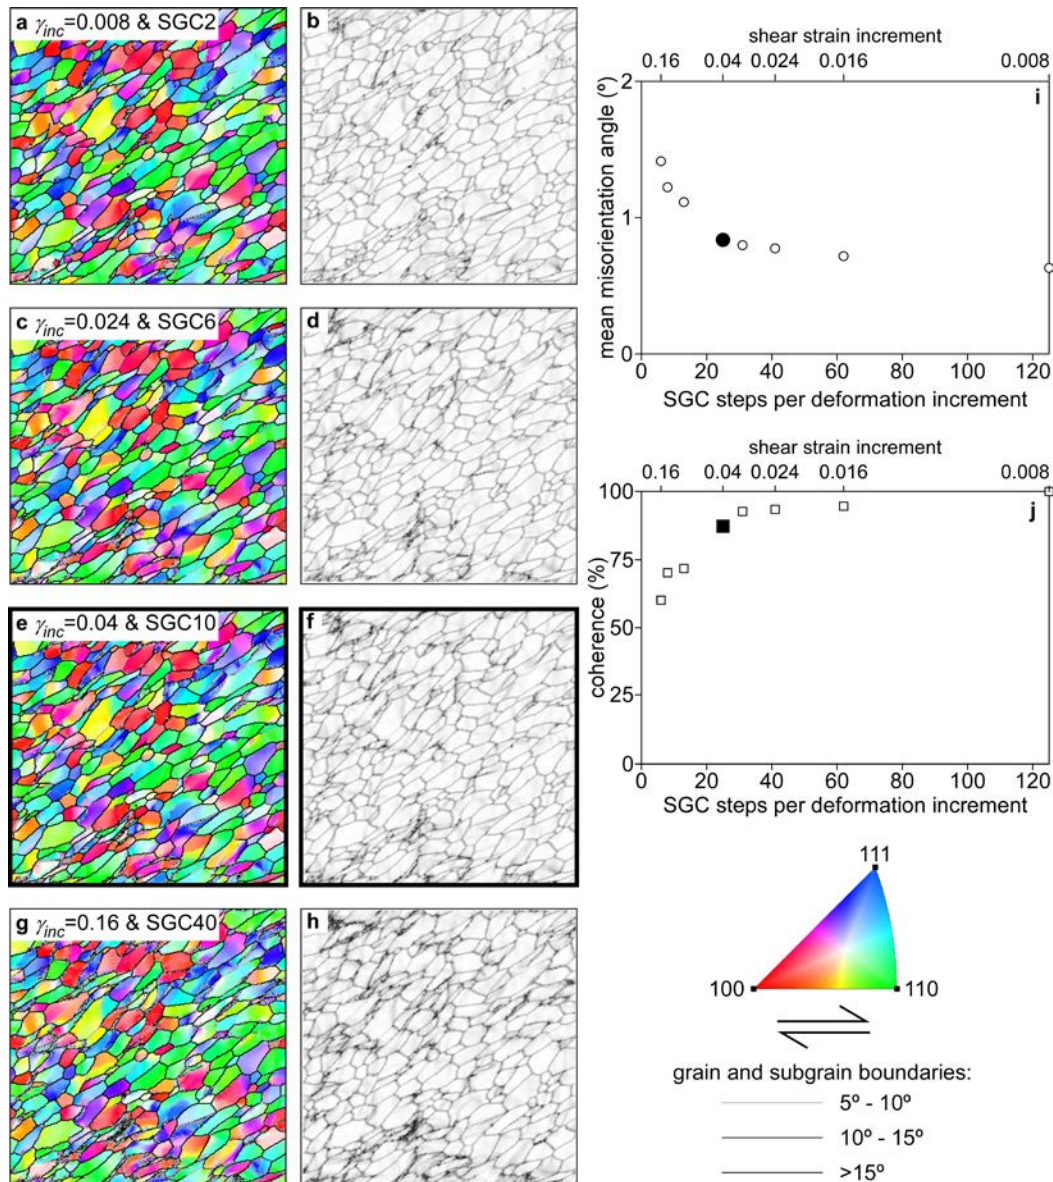 a γinc=0.008 & SGC2
b
c γinc=0.024 & SGC6
d
e γinc=0.04 & SGC10
f
g γinc=0.16 & SGC40
h
shear strain increment
0.16 0.04 0.024 0.016 0.008
i
mean misorientation angle (º)
2
1
0
0 20 40 60 80 100 120
SGC steps per deformation increment
shear strain increment
0.16 0.04 0.024 0.016 0.008
j
coherence (%)
100
75
50
25
0
0 20 40 60 80 100 120
SGC steps per deformation increment
111
100 110
grain and subgrain boundaries:
5º - 10º
10º - 15º
>15º